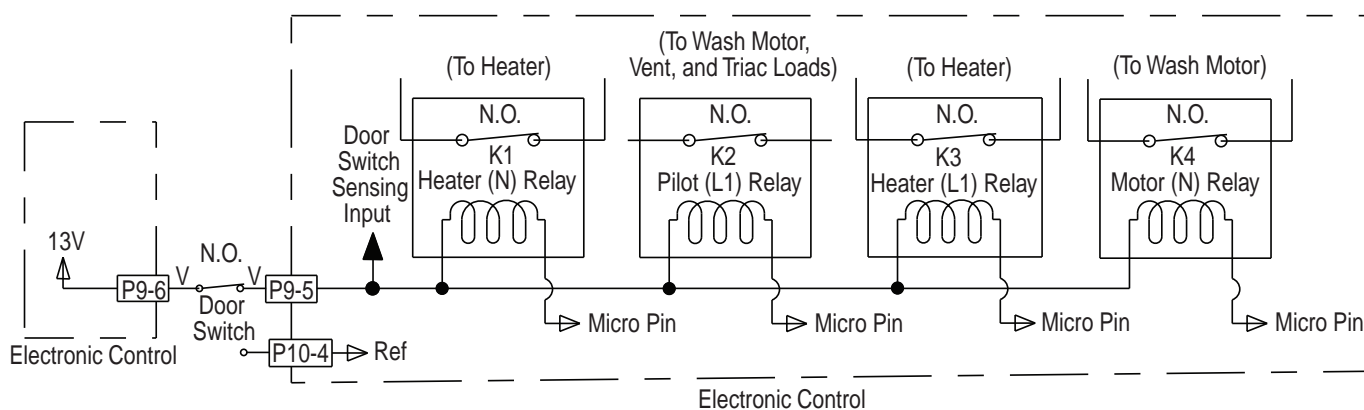 (To Heater)
(To Wash Motor,
Vent, and Triac Loads)
(To Heater)
(To Wash Motor)
N.O.
K1
Heater (N) Relay
N.O.
K2
Pilot (L1) Relay
N.O.
K3
Heater (L1) Relay
N.O.
K4
Motor (N) Relay
Door
Switch
Sensing
Input
13V
P9-6
V
N.O.
V
P9-5
Door
Switch
P10-4
Ref
Micro Pin
Micro Pin
Micro Pin
Micro Pin
Electronic Control
Electronic Control